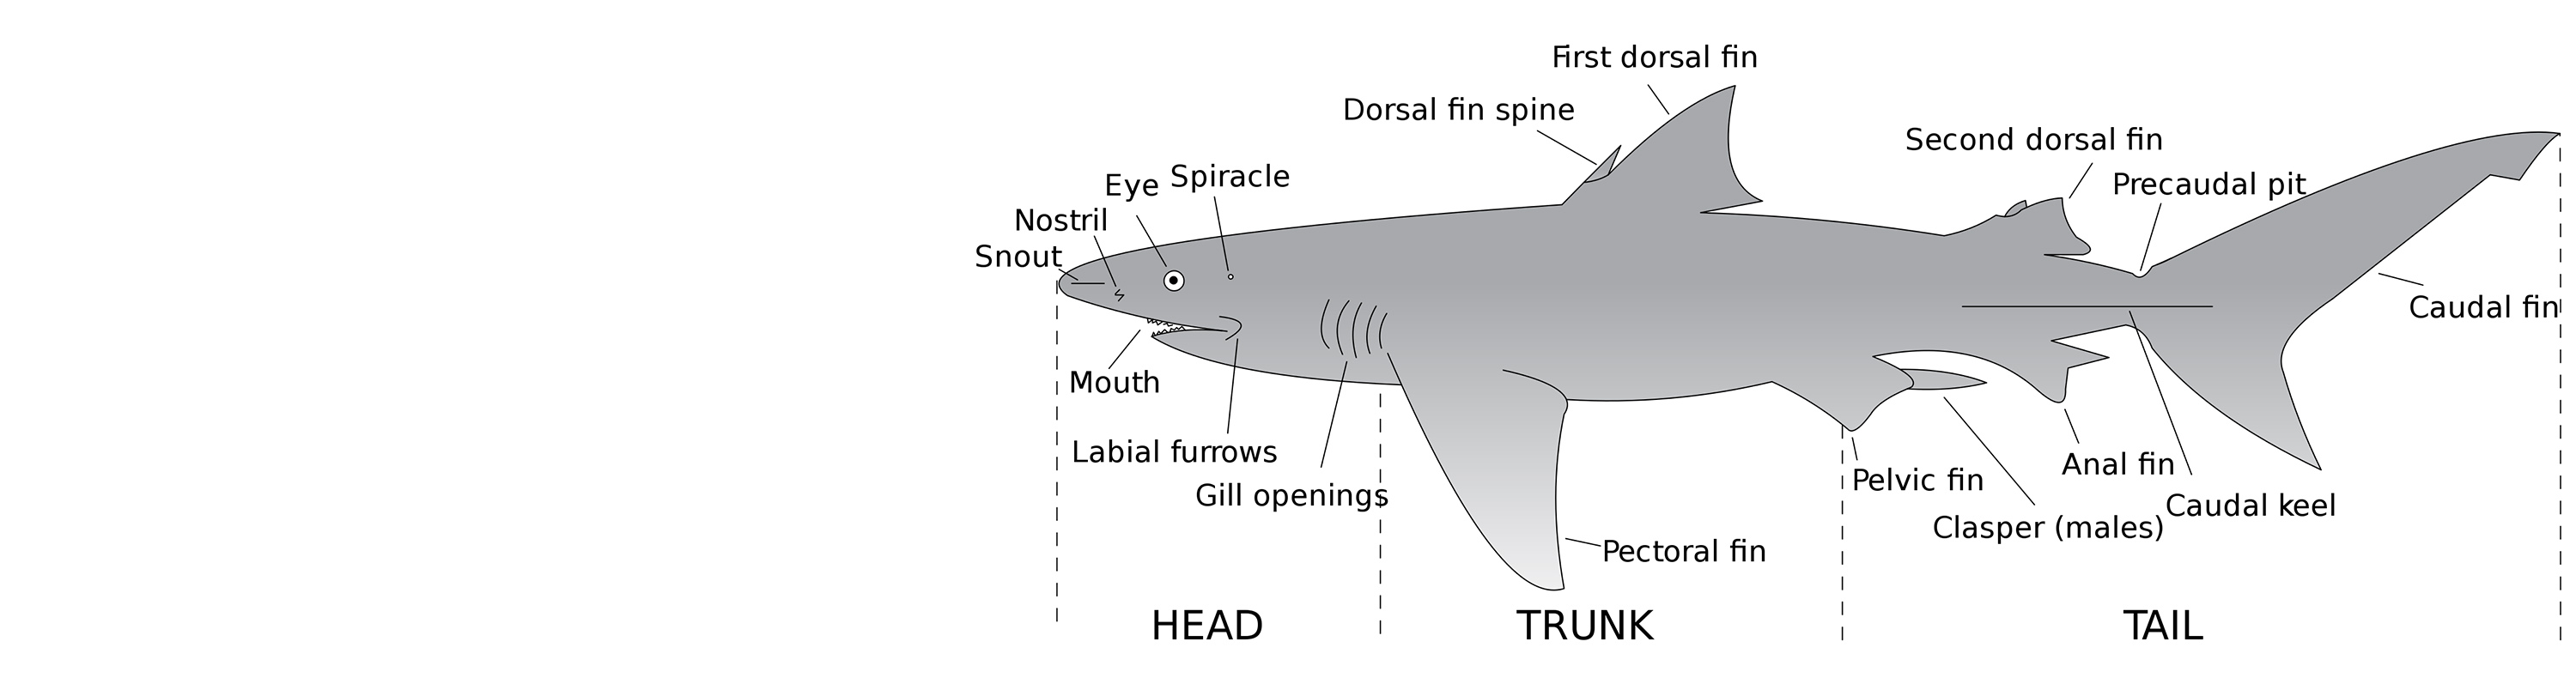 First dorsal fin
Dorsal fin spine
Second dorsal fin
Spiracle
Eye
Precaudal pit
Nostril
Snout
Caudal fin
Mouth
Labial furrows
Anal fin
Pelvic fin
Gill openings
Caudal keel
Clasper (males)
Pectoral fin
HEAD
TRUNK
TAIL